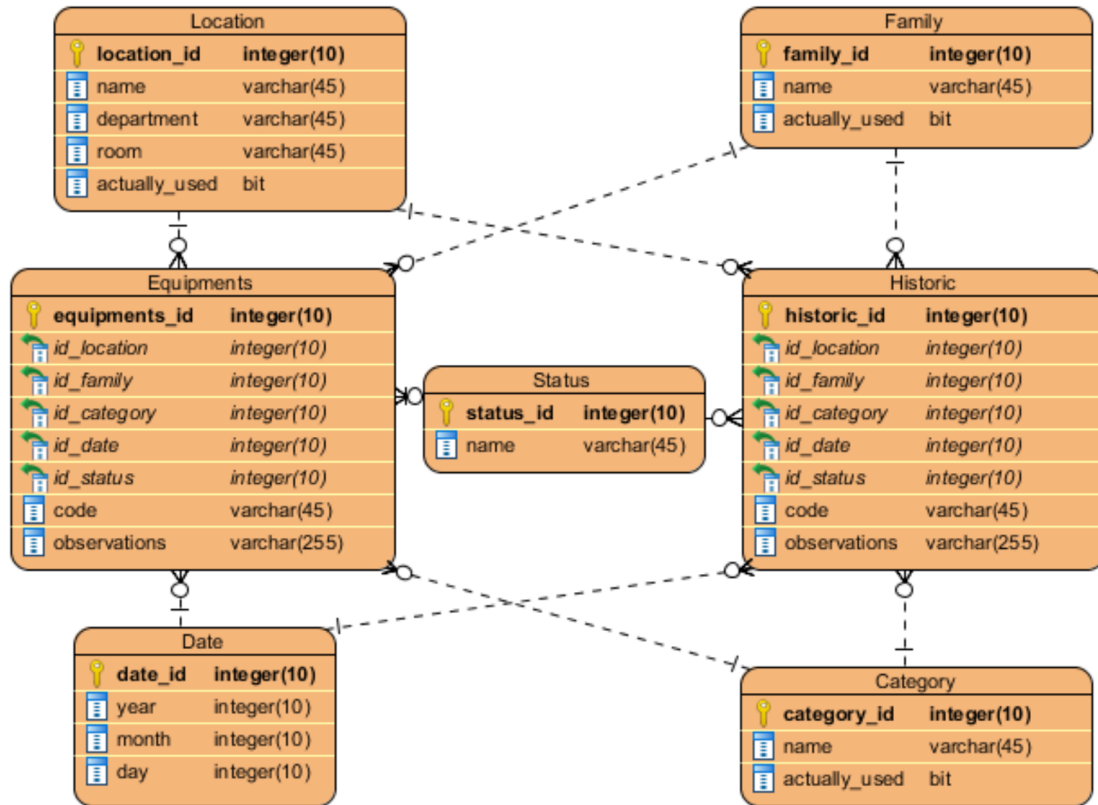 Location
location_id integer(10)
name varchar(45)
department varchar(45)
room varchar(45)
actually_used bit
Family
family_id integer(10)
name varchar(45)
actually_used bit
Equipments
equipments_id integer(10)
id_location integer(10)
id_family integer(10)
id_category integer(10)
id_date integer(10)
id_status integer(10)
code varchar(45)
observations varchar(255)
Status
status_id integer(10)
name varchar(45)
Historic
historic_id integer(10)
id_location integer(10)
id_family integer(10)
id_category integer(10)
id_date integer(10)
id_status integer(10)
code varchar(45)
observations varchar(255)
Date
date_id integer(10)
year integer(10)
month integer(10)
day integer(10)
Category
category_id integer(10)
name varchar(45)
actually_used bit